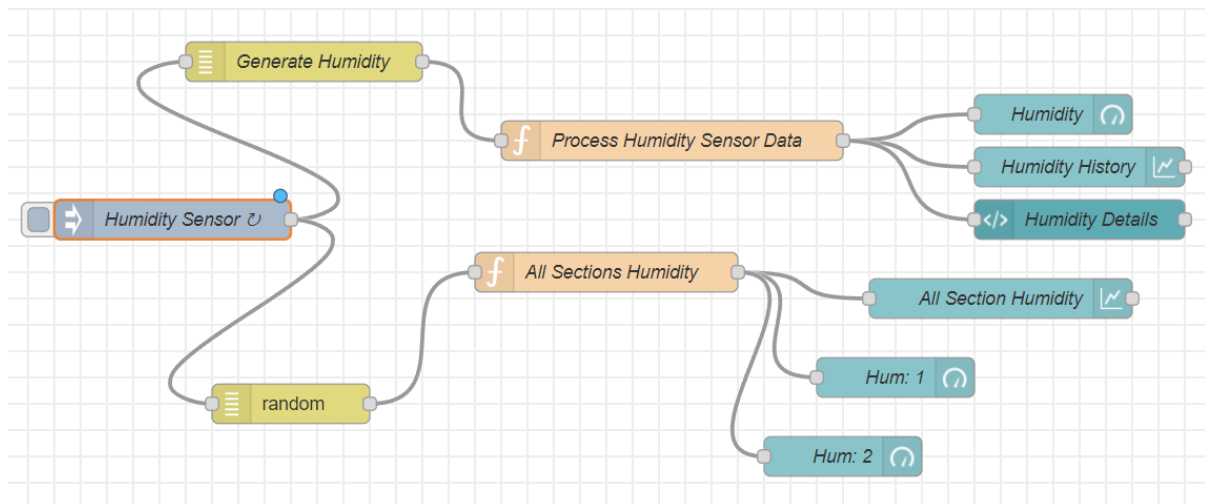 Generate Humidity
Humidity
Process Humidity Sensor Data
Humidity History
Humidity Sensor ↻
Humidity Details
All Sections Humidity
All Section Humidity
Hum: 1
random
Hum: 2